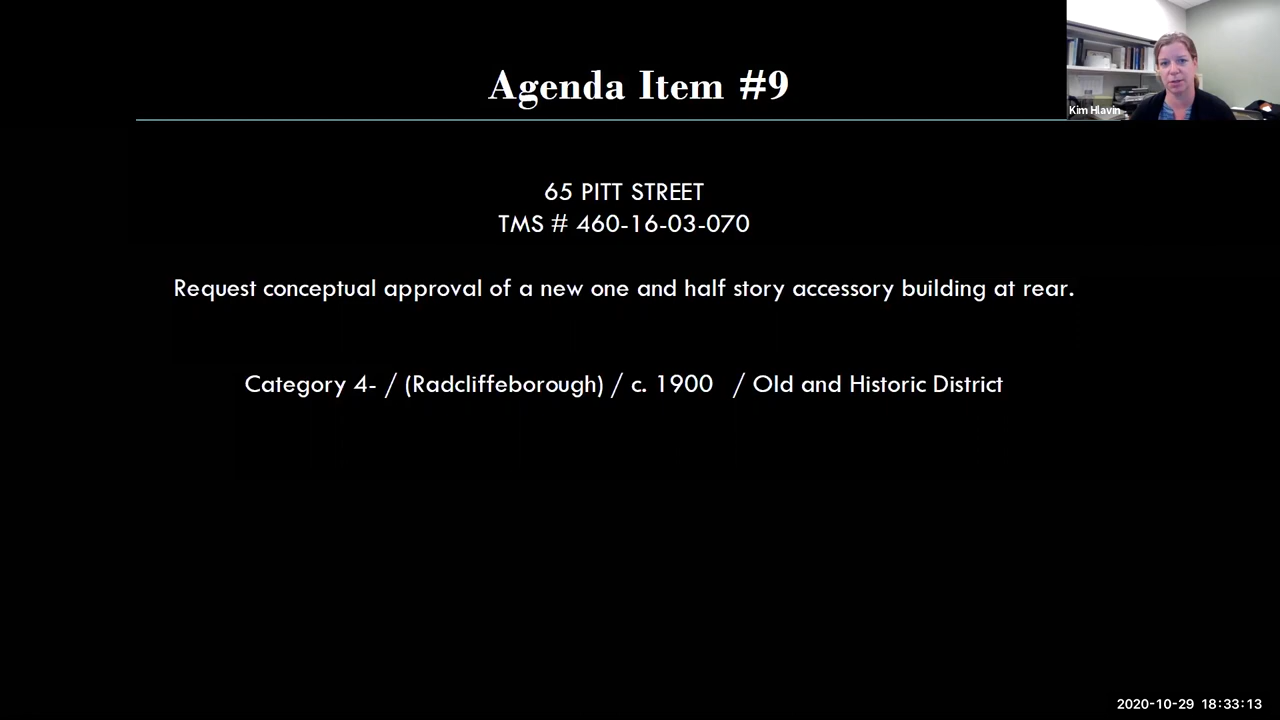 Agenda Item #9
Kim Hlavin
65 PITT STREET
TMS # 460-16-03-070
Request conceptual approval of a new one and half story accessory building at rear.
Category 4- / (Radcliffeborough) / c. 1900 / Old and Historic District
2020-10-29 18:33:13